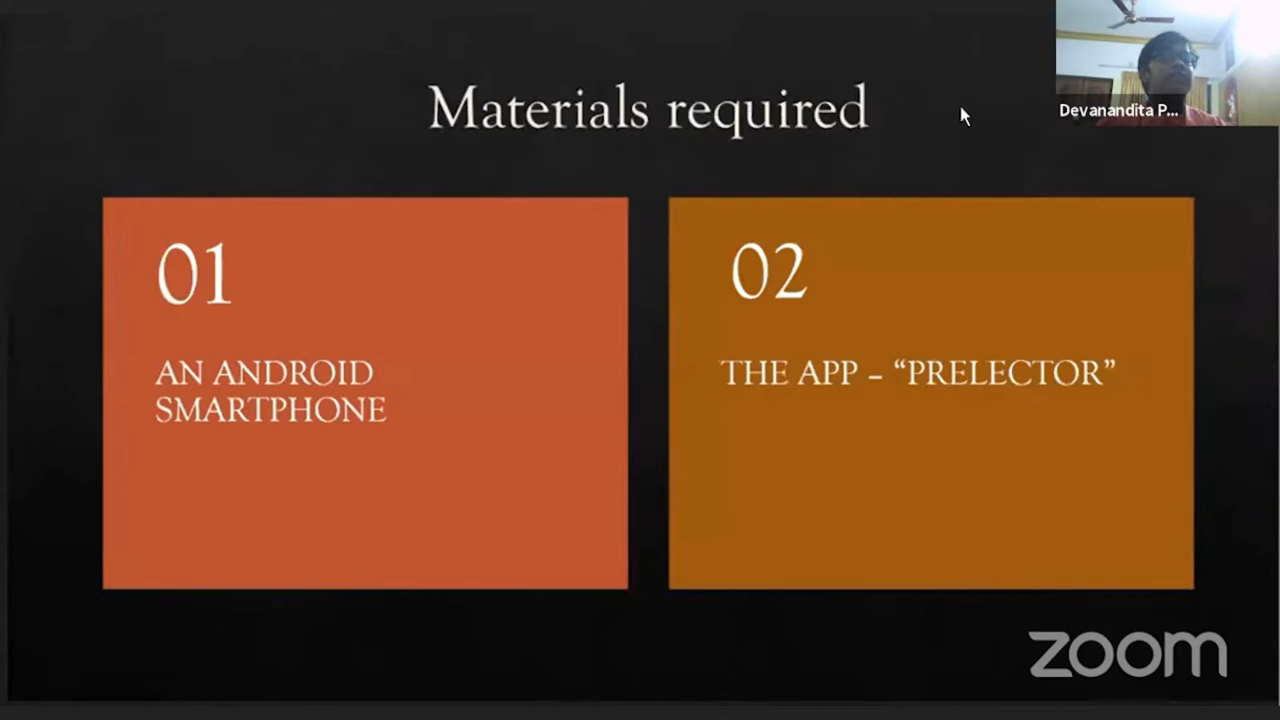 Materials required
Devanandita P...
01
AN ANDROID
SMARTPHONE
02
THE APP – “PRELECTOR”
zoom